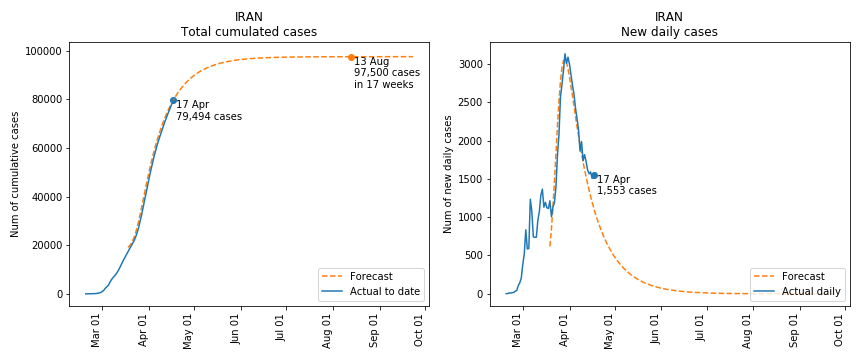 IRAN
Total cumulated cases
Num of cumulative cases
100000
80000
60000
40000
20000
0
13 Aug
97,500 cases
in 17 weeks
17 Apr
79,494 cases
Forecast
Actual to date
Mar 01
Apr 01
May 01
Jun 01
Jul 01
Aug 01
Sep 01
Oct 01
IRAN
New daily cases
Num of new daily cases
3000
2500
2000
1500
1000
500
0
17 Apr
1,553 cases
Forecast
Actual daily
Mar 01
Apr 01
May 01
Jun 01
Jul 01
Aug 01
Sep 01
Oct 01